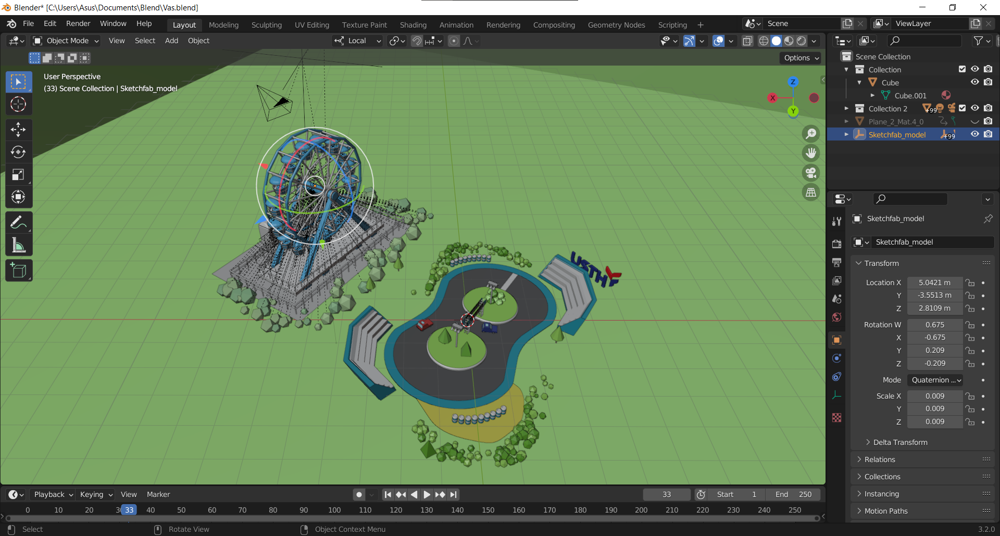 Blender* [C:\Users\Asus\Documents\Blend\Vas.blend]
File Edit Render Window Help Layout Modeling Sculpting UV Editing Texture Paint Shading Animation Rendering Compositing Geometry Nodes Scripting + Scene ViewLayer
Object Mode View Select Add Object Local
Options
User Perspective
(33) Scene Collection | Sketchfab_model
Z
X
Y
USTHY
Scene Collection
Collection
Cube
Cube.001
Collection 2 +99
Plane_2_Mat.4_0
Sketchfab_model +99
Sketchfab_model
Sketchfab_model
Transform
Location X 5.0421 m
Y -3.5513 m
Z 2.8109 m
Rotation W 0.675
X -0.675
Y 0.209
Z -0.209
Mode Quaternion ...
Scale X 0.009
Y 0.009
Z 0.009
Delta Transform
Relations
Collections
Instancing
Motion Paths
Playback Keying View Marker 33 Start 1 End 250
0 10 20 3 33 40 50 60 70 80 90 100 110 120 130 140 150 160 170 180 190 200 210 220 230 240 250
Select Rotate View Object Context Menu 3.2.0